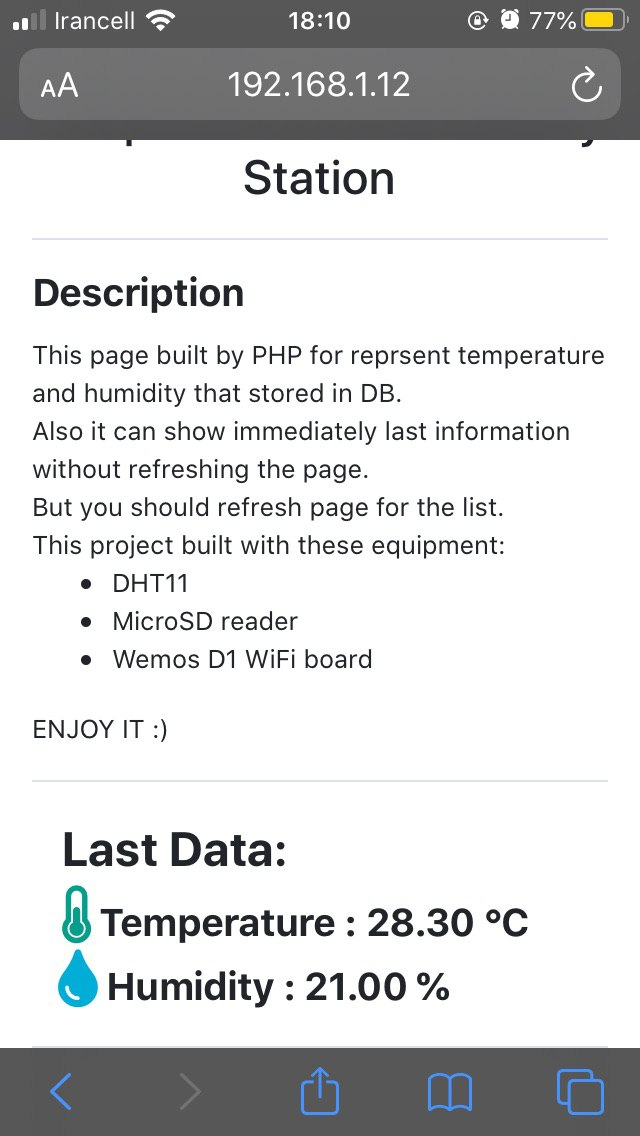 Irancell 18:10 77%
AA 192.168.1.12
Station
Description
This page built by PHP for reprsent temperature
and humidity that stored in DB.
Also it can show immediately last information
without refreshing the page.
But you should refresh page for the list.
This project built with these equipment:
• DHT11
• MicroSD reader
• Wemos D1 WiFi board
ENJOY IT :)
Last Data:
Temperature : 28.30 °C
Humidity : 21.00 %